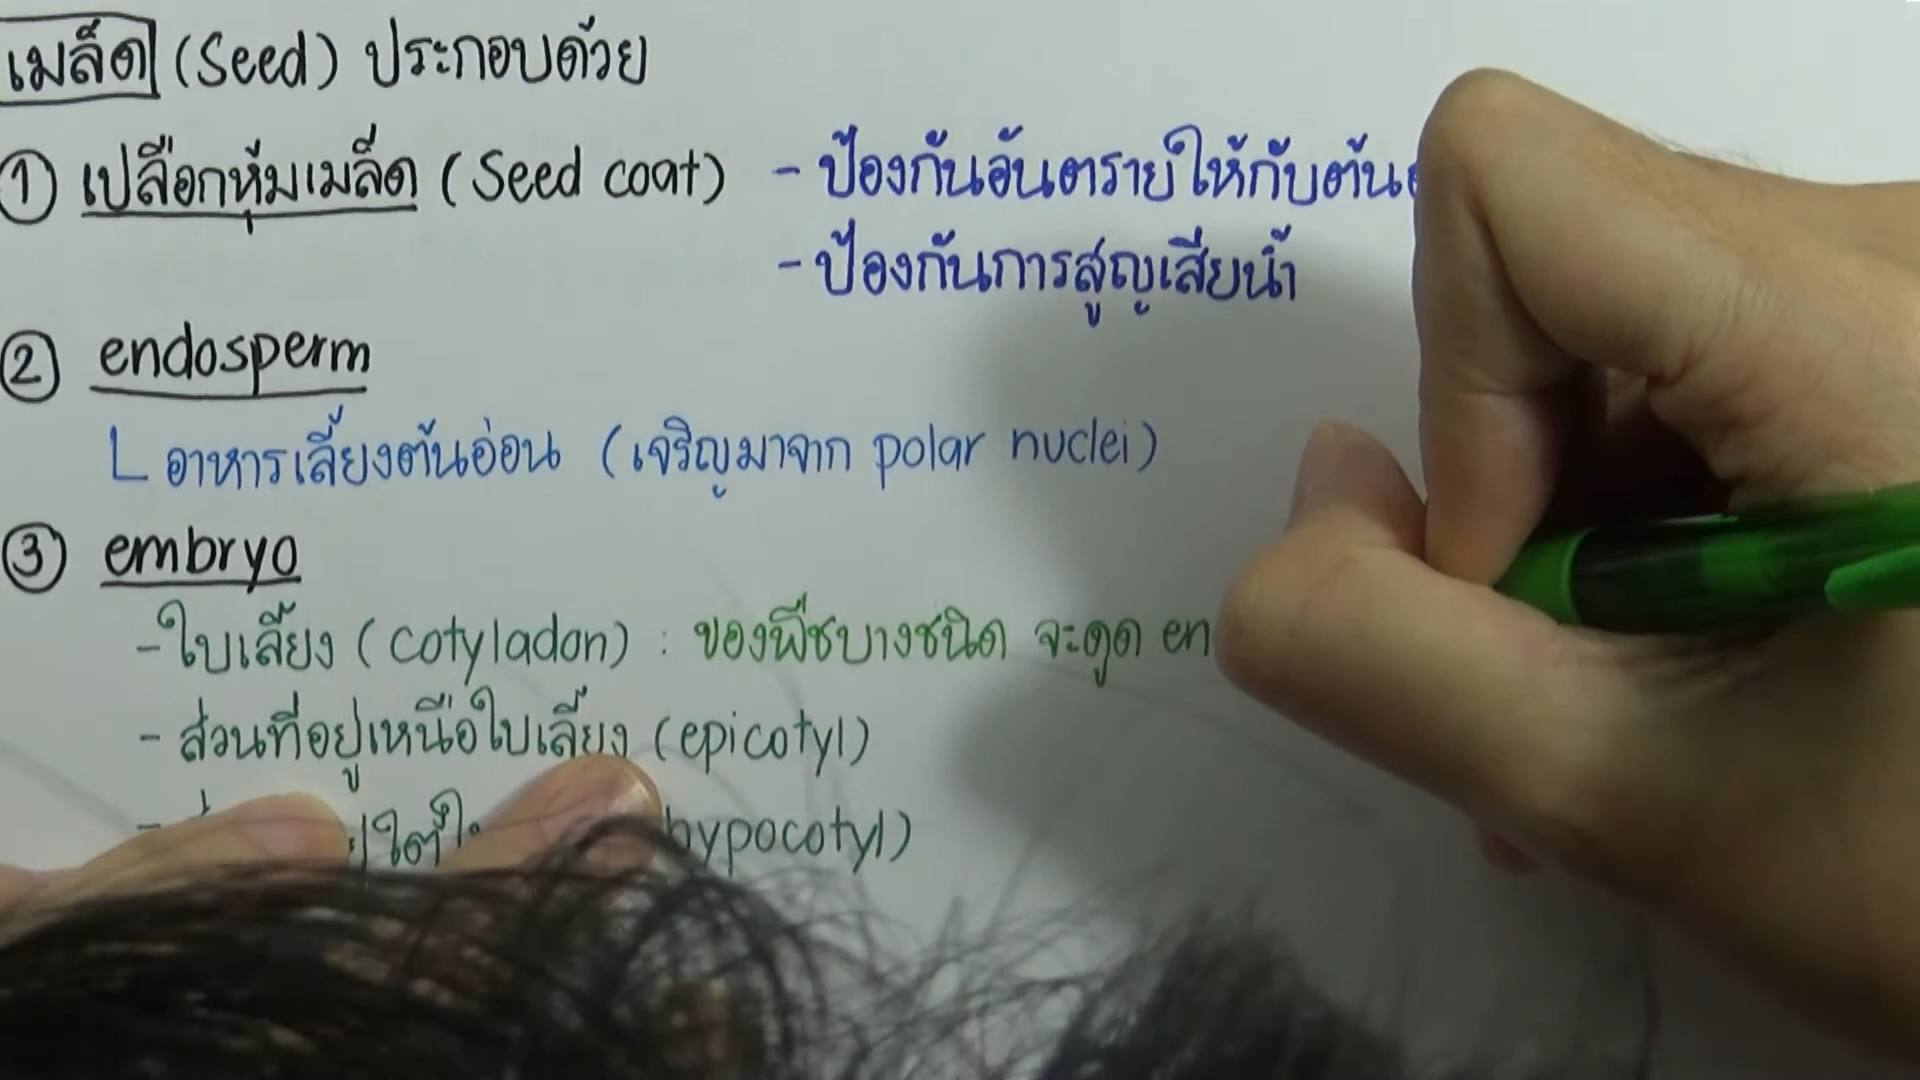 เมล็ด (Seed) ประกอบด้วย
① เปลือกหุ้มเมล็ด (Seed coat) - ป้องกันอันตรายให้กับต้น
- ป้องกันการสูญเสียน้ำ
② endosperm
L อาหารเลี้ยงต้นอ่อน (เจริญมาจาก polar nuclei)
③ embryo
- ใบเลี้ยง (cotyladon) : ของพืชบางชนิด จะดูด en
- ส่วนที่อยู่เหนือใบเลี้ยง (epicotyl)
- ใต้ hypocotyl)